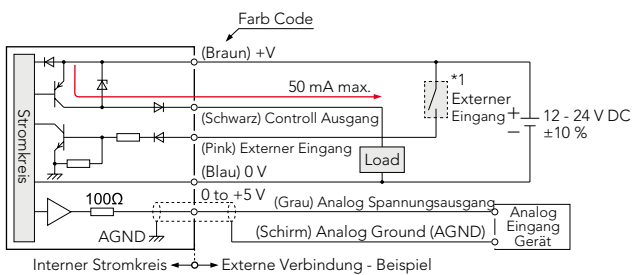 Farb Code
(Braun) +V
50 mA max.
*1
Externer
Eingang
+
−
12 - 24 V DC
±10 %
(Schwarz) Controll Ausgang
(Pink) Externer Eingang
Load
(Blau) 0 V
Stromkreis
100Ω
0 to +5 V
(Grau) Analog Spannungsausgang
AGND
(Schirm) Analog Ground (AGND)
Analog
Eingang
Gerät
Interner Stromkreis
Externe Verbindung - Beispiel